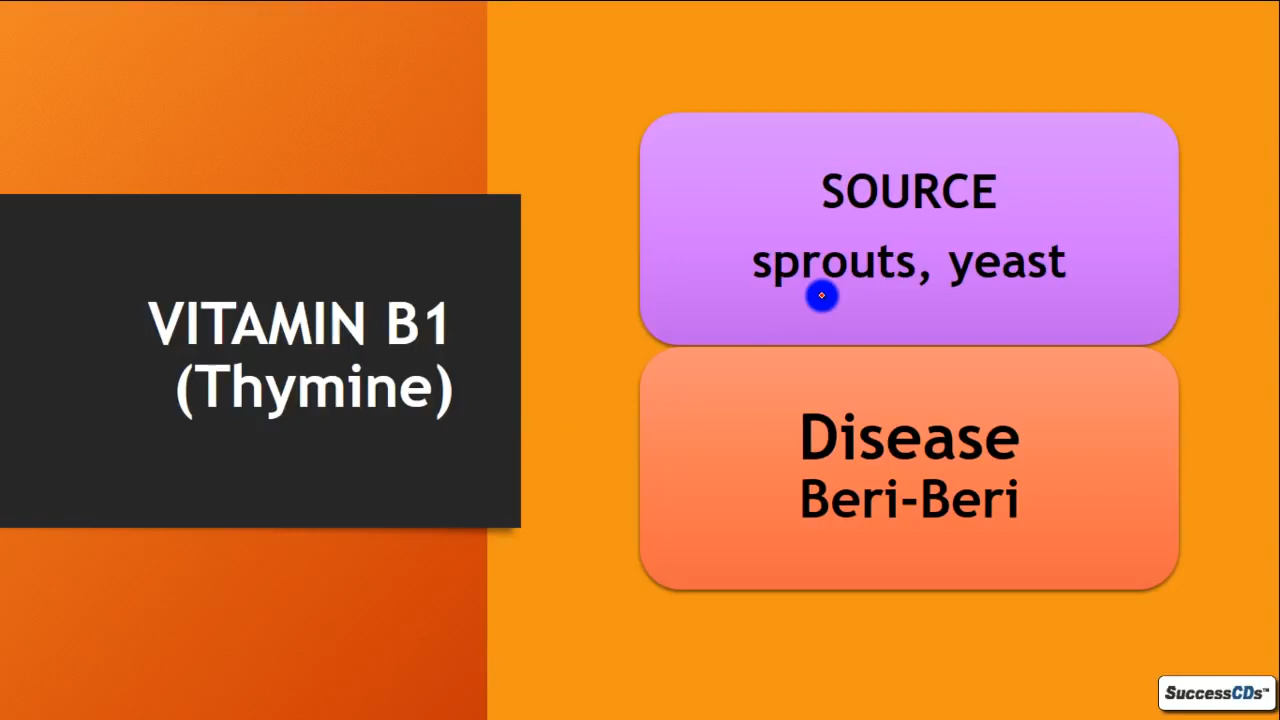 VITAMIN B1
(Thymine)
SOURCE
sprouts, yeast
Disease
Beri-Beri
SuccessCDs™